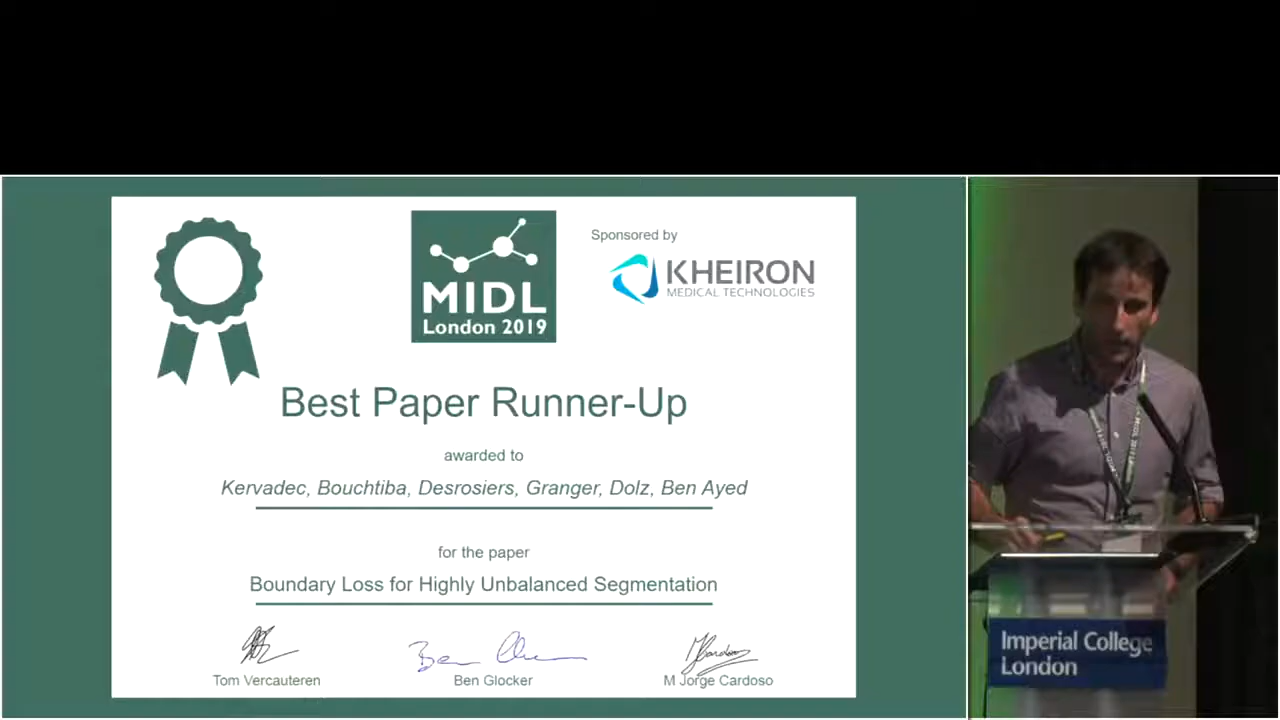 MIDL
London 2019
Sponsored by
KHEIRON
MEDICAL TECHNOLOGIES
Best Paper Runner-Up
awarded to
Kervadec, Bouchtiba, Desrosiers, Granger, Dolz, Ben Ayed
for the paper
Boundary Loss for Highly Unbalanced Segmentation
Tom Vercauteren
Ben Glocker
M Jorge Cardoso
Imperial College
London